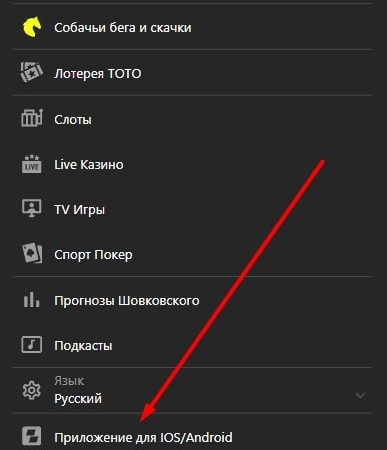 Собачьи бега и скачки
Лотерея ТОТО
Слоты
LIVE
Live Казино
TV Игры
Спорт Покер
Прогнозы Шовковского
Подкасты
Язык
Русский
Приложение для IOS/Android